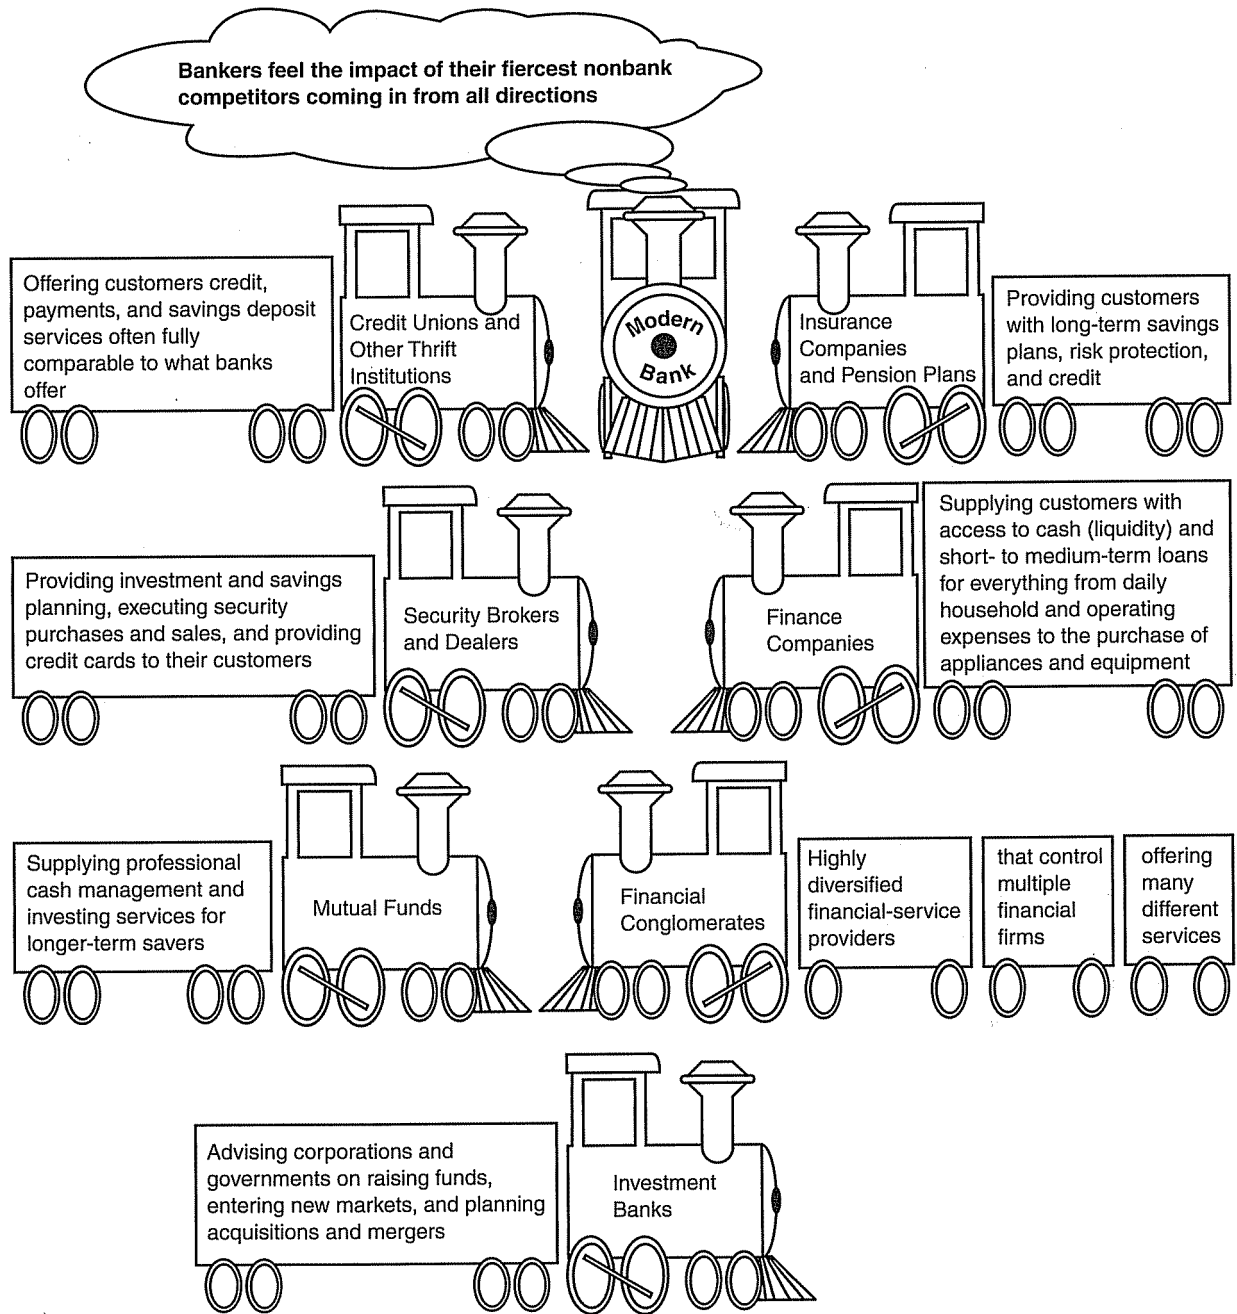 Bankers feel the impact of their fiercest nonbank
competitors coming in from all directions
Offering customers credit,
payments, and savings deposit
services often fully
comparable to what banks
offer
Credit Unions and
Other Thrift
Institutions
Modern
Bank
Insurance
Companies
and Pension Plans
Providing customers
with long-term savings
plans, risk protection,
and credit
Providing investment and savings
planning, executing security
purchases and sales, and providing
credit cards to their customers
Security Brokers
and Dealers
Finance
Companies
Supplying customers with
access to cash (liquidity) and
short- to medium-term loans
for everything from daily
household and operating
expenses to the purchase of
appliances and equipment
Supplying professional
cash management and
investing services for
longer-term savers
Mutual Funds
Financial
Conglomerates
Highly
diversified
financial-service
providers
that control
multiple
financial
firms
offering
many
different
services
Advising corporations and
governments on raising funds,
entering new markets, and planning
acquisitions and mergers
Investment
Banks